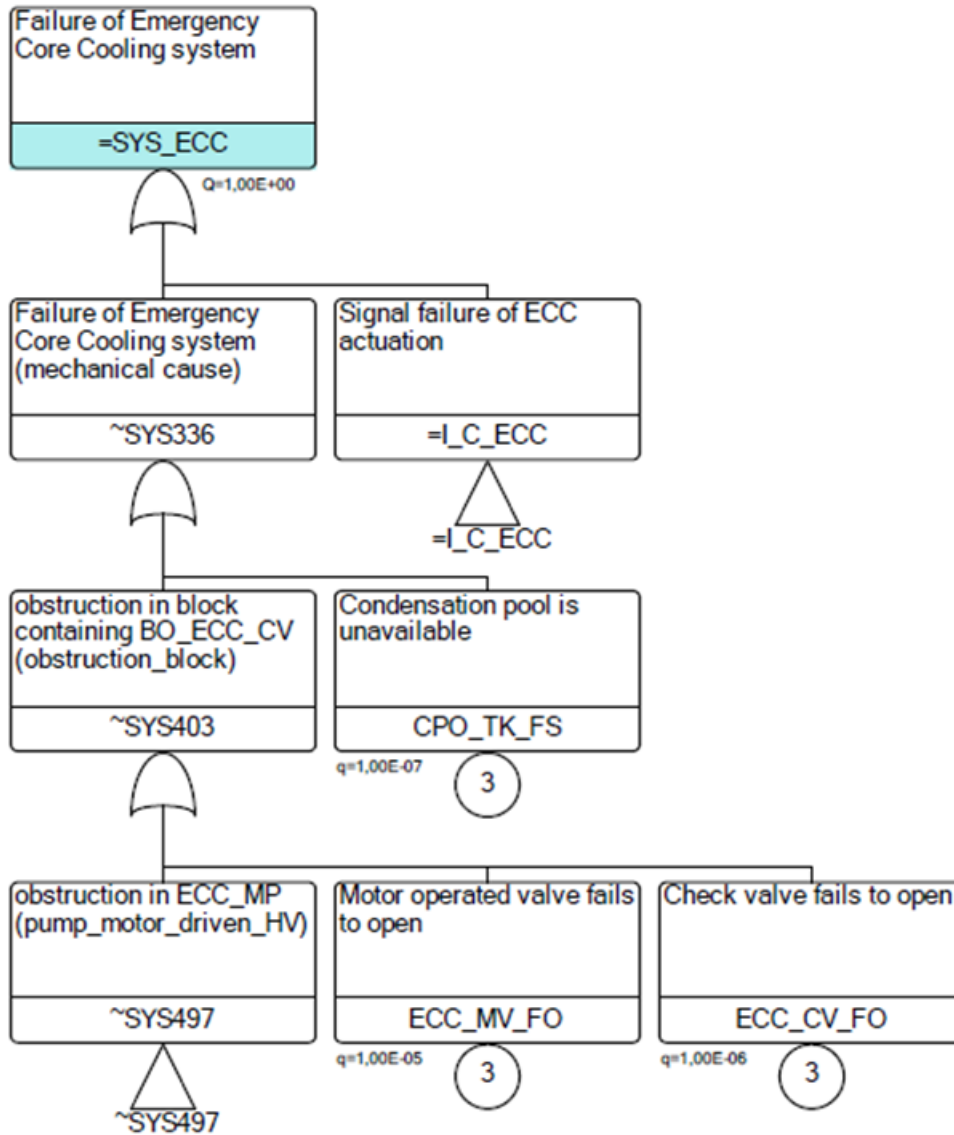 Failure of Emergency
Core Cooling system
=SYS_ECC
Q=1,00E+00
Failure of Emergency
Core Cooling system
(mechanical cause)
~SYS336
Signal failure of ECC
actuation
=I_C_ECC
=I_C_ECC
obstruction in block
containing BO_ECC_CV
(obstruction_block)
~SYS403
Condensation pool is
unavailable
CPO_TK_FS
q=1,00E-07
3
obstruction in ECC_MP
(pump_motor_driven_HV)
~SYS497
~SYS497
Motor operated valve fails
to open
ECC_MV_FO
q=1,00E-05
3
Check valve fails to open
ECC_CV_FO
q=1,00E-06
3